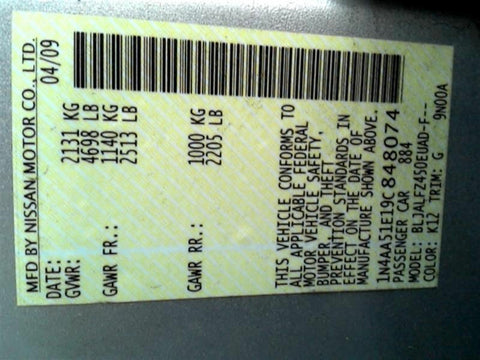 MFD BY NISSAN MOTOR CO., LTD.
DATE: 04/09
GVWR: 2131 KG
4698 LB
GAWR FR.: 1140 KG
2513 LB
GAWR RR.: 1000 KG
2205 LB
THIS VEHICLE CONFORMS TO
ALL APPLICABLE FEDERAL
MOTOR VEHICLE SAFETY,
BUMPER, AND THEFT
PREVENTION STANDARDS IN
EFFECT ON THE DATE OF
MANUFACTURE SHOWN ABOVE.
1N4AA51E19C848074
PASSENGER CAR 884
MODEL: BLJALFZ45OEUAD-F--
COLOR: K12 TRIM: G 9N00A